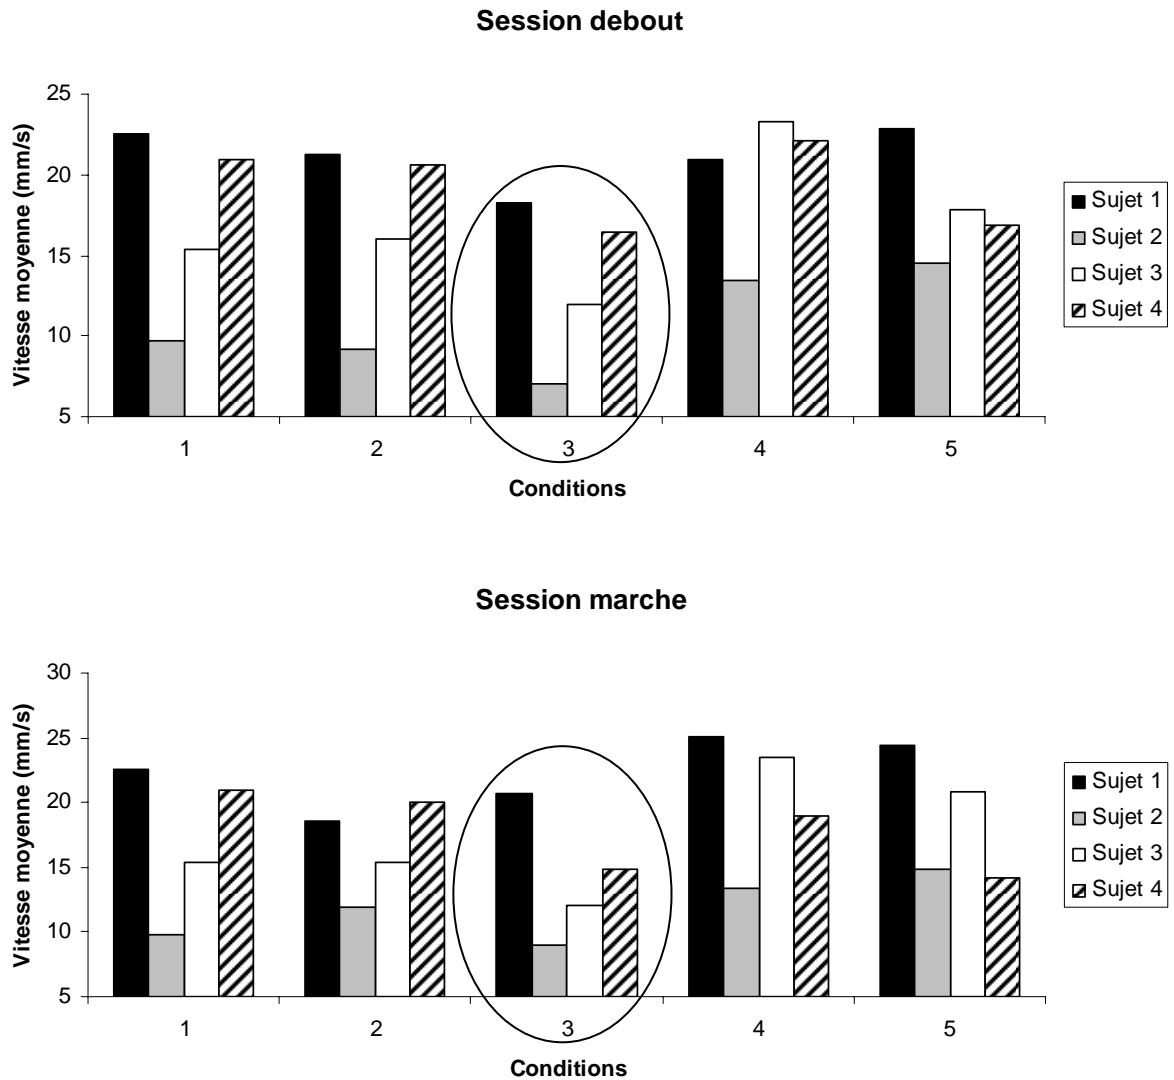 Session debout
Vitesse moyenne (mm/s)
25
20
15
10
5
1 2 3 4 5
Conditions
Sujet 1
Sujet 2
Sujet 3
Sujet 4
Session marche
Vitesse moyenne (mm/s)
30
25
20
15
10
5
1 2 3 4 5
Conditions
Sujet 1
Sujet 2
Sujet 3
Sujet 4